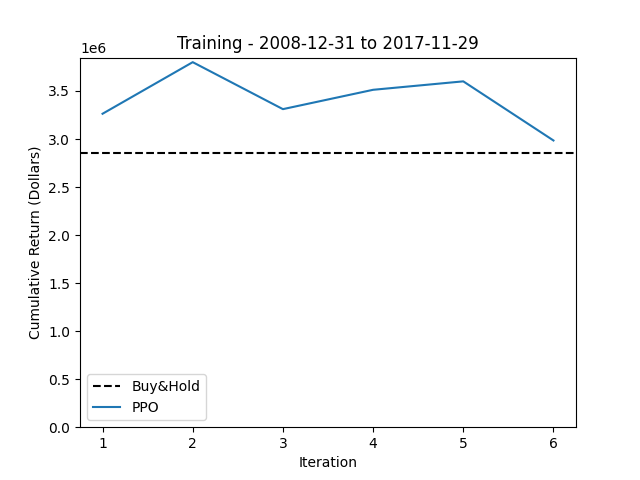 Training - 2008-12-31 to 2017-11-29
1e6
3.5
3.0
2.5
2.0
1.5
1.0
0.5
0.0
Cumulative Return (Dollars)
Buy&Hold
PPO
1 2 3 4 5 6
Iteration